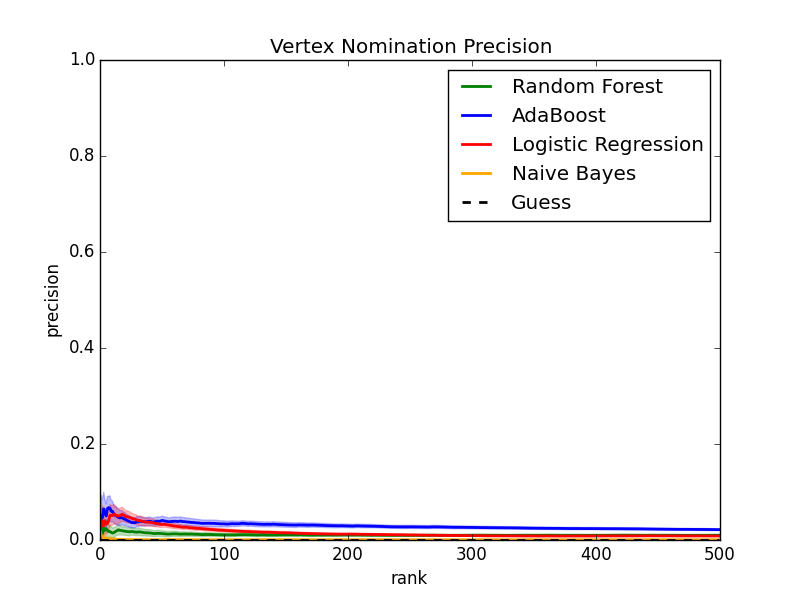 Vertex Nomination Precision
1.0
0.8
0.6
0.4
0.2
0.0
precision
Random Forest
AdaBoost
Logistic Regression
Naive Bayes
Guess
0
100
200
300
400
500
rank